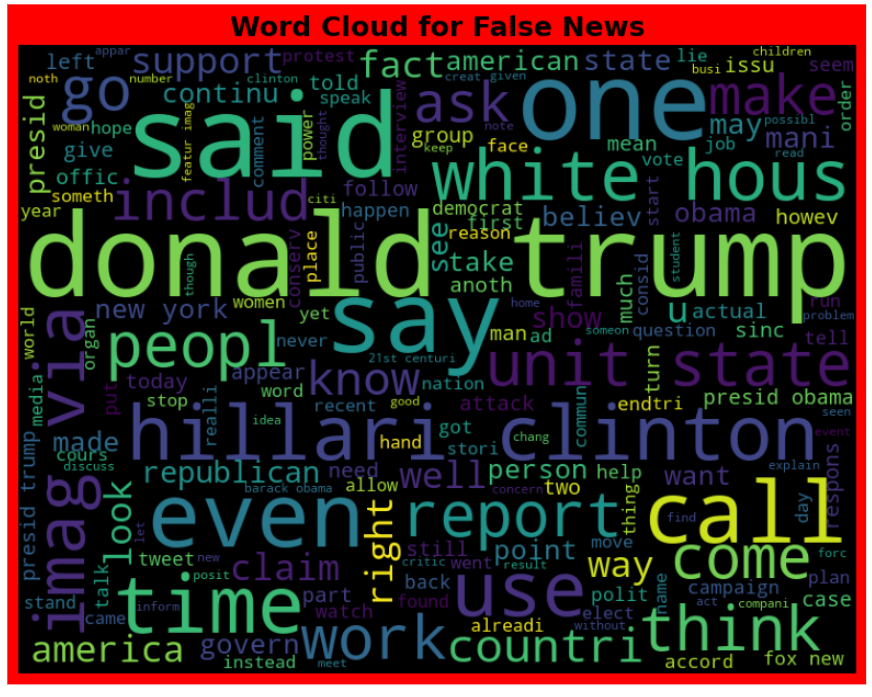 Word Cloud for False News
left
appar
support
protest
fact
american
state
lie
children
seem
noth
number
clinton
told
creat
given
busi
issu
go
continu
speak
ask
one
make
order
presid
woman
hope
said
comment
power
thought
interview
note
keep
may
possibl
mani
give
featur imag
group
face
mean
vote
job
read
offic
someth
includ
citi
follow
white hous
start
year
happen
democrat
first
believ
obama
howev
donald trump
see
reason
though
conserv
place
public
take
anoth
famili
consid
much
student
world
organ
new york
women
yet
never
say
home
man
ad
show
someon
u
question
actual
sinc
run
problem
tell
imag via
media
put
peopl
today
stop
appear
word
21st centuri
know
nation
unit state
turn
presid obama
seen
event
idea
realli
recent
good
attack
got
commun
endtri
made
cours
discuss
hillari clinton
hand
stori
chang
presid trump
look
republican
barack obama
need
allow
well
concern
person
two
help
thing
want
explain
respons
day
let
even
right
report
call
find
tweet
new
talk
posit
claim
still
critic
went
point
result
move
way
come
forc
stand
came
inform
time
part
watch
back
found
use
polit
elect
name
campaign
act
plan
compani
case
america
govern
instead
work
meet
alreadi
countri
without
think
accord
fox new